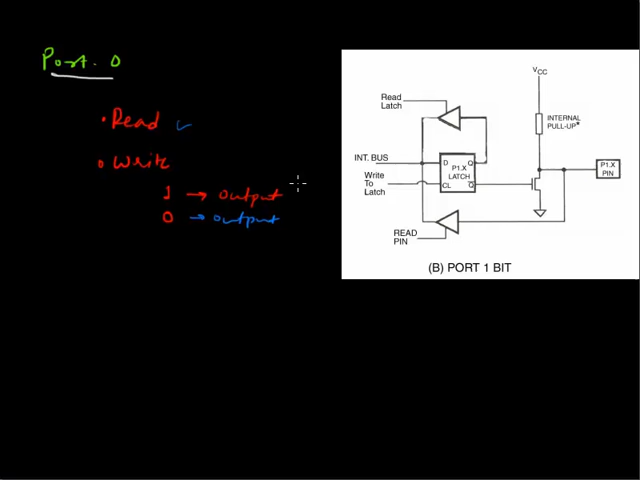 Port. 0
• Read ✓
• Write
1 → output
0 → output
VCC
Read
Latch
INTERNAL
PULL-UP*
INT. BUS
D
Q
P1.X
LATCH
P1.X
PIN
Write
To
Latch
CL
Q̅
READ
PIN
(B) PORT 1 BIT